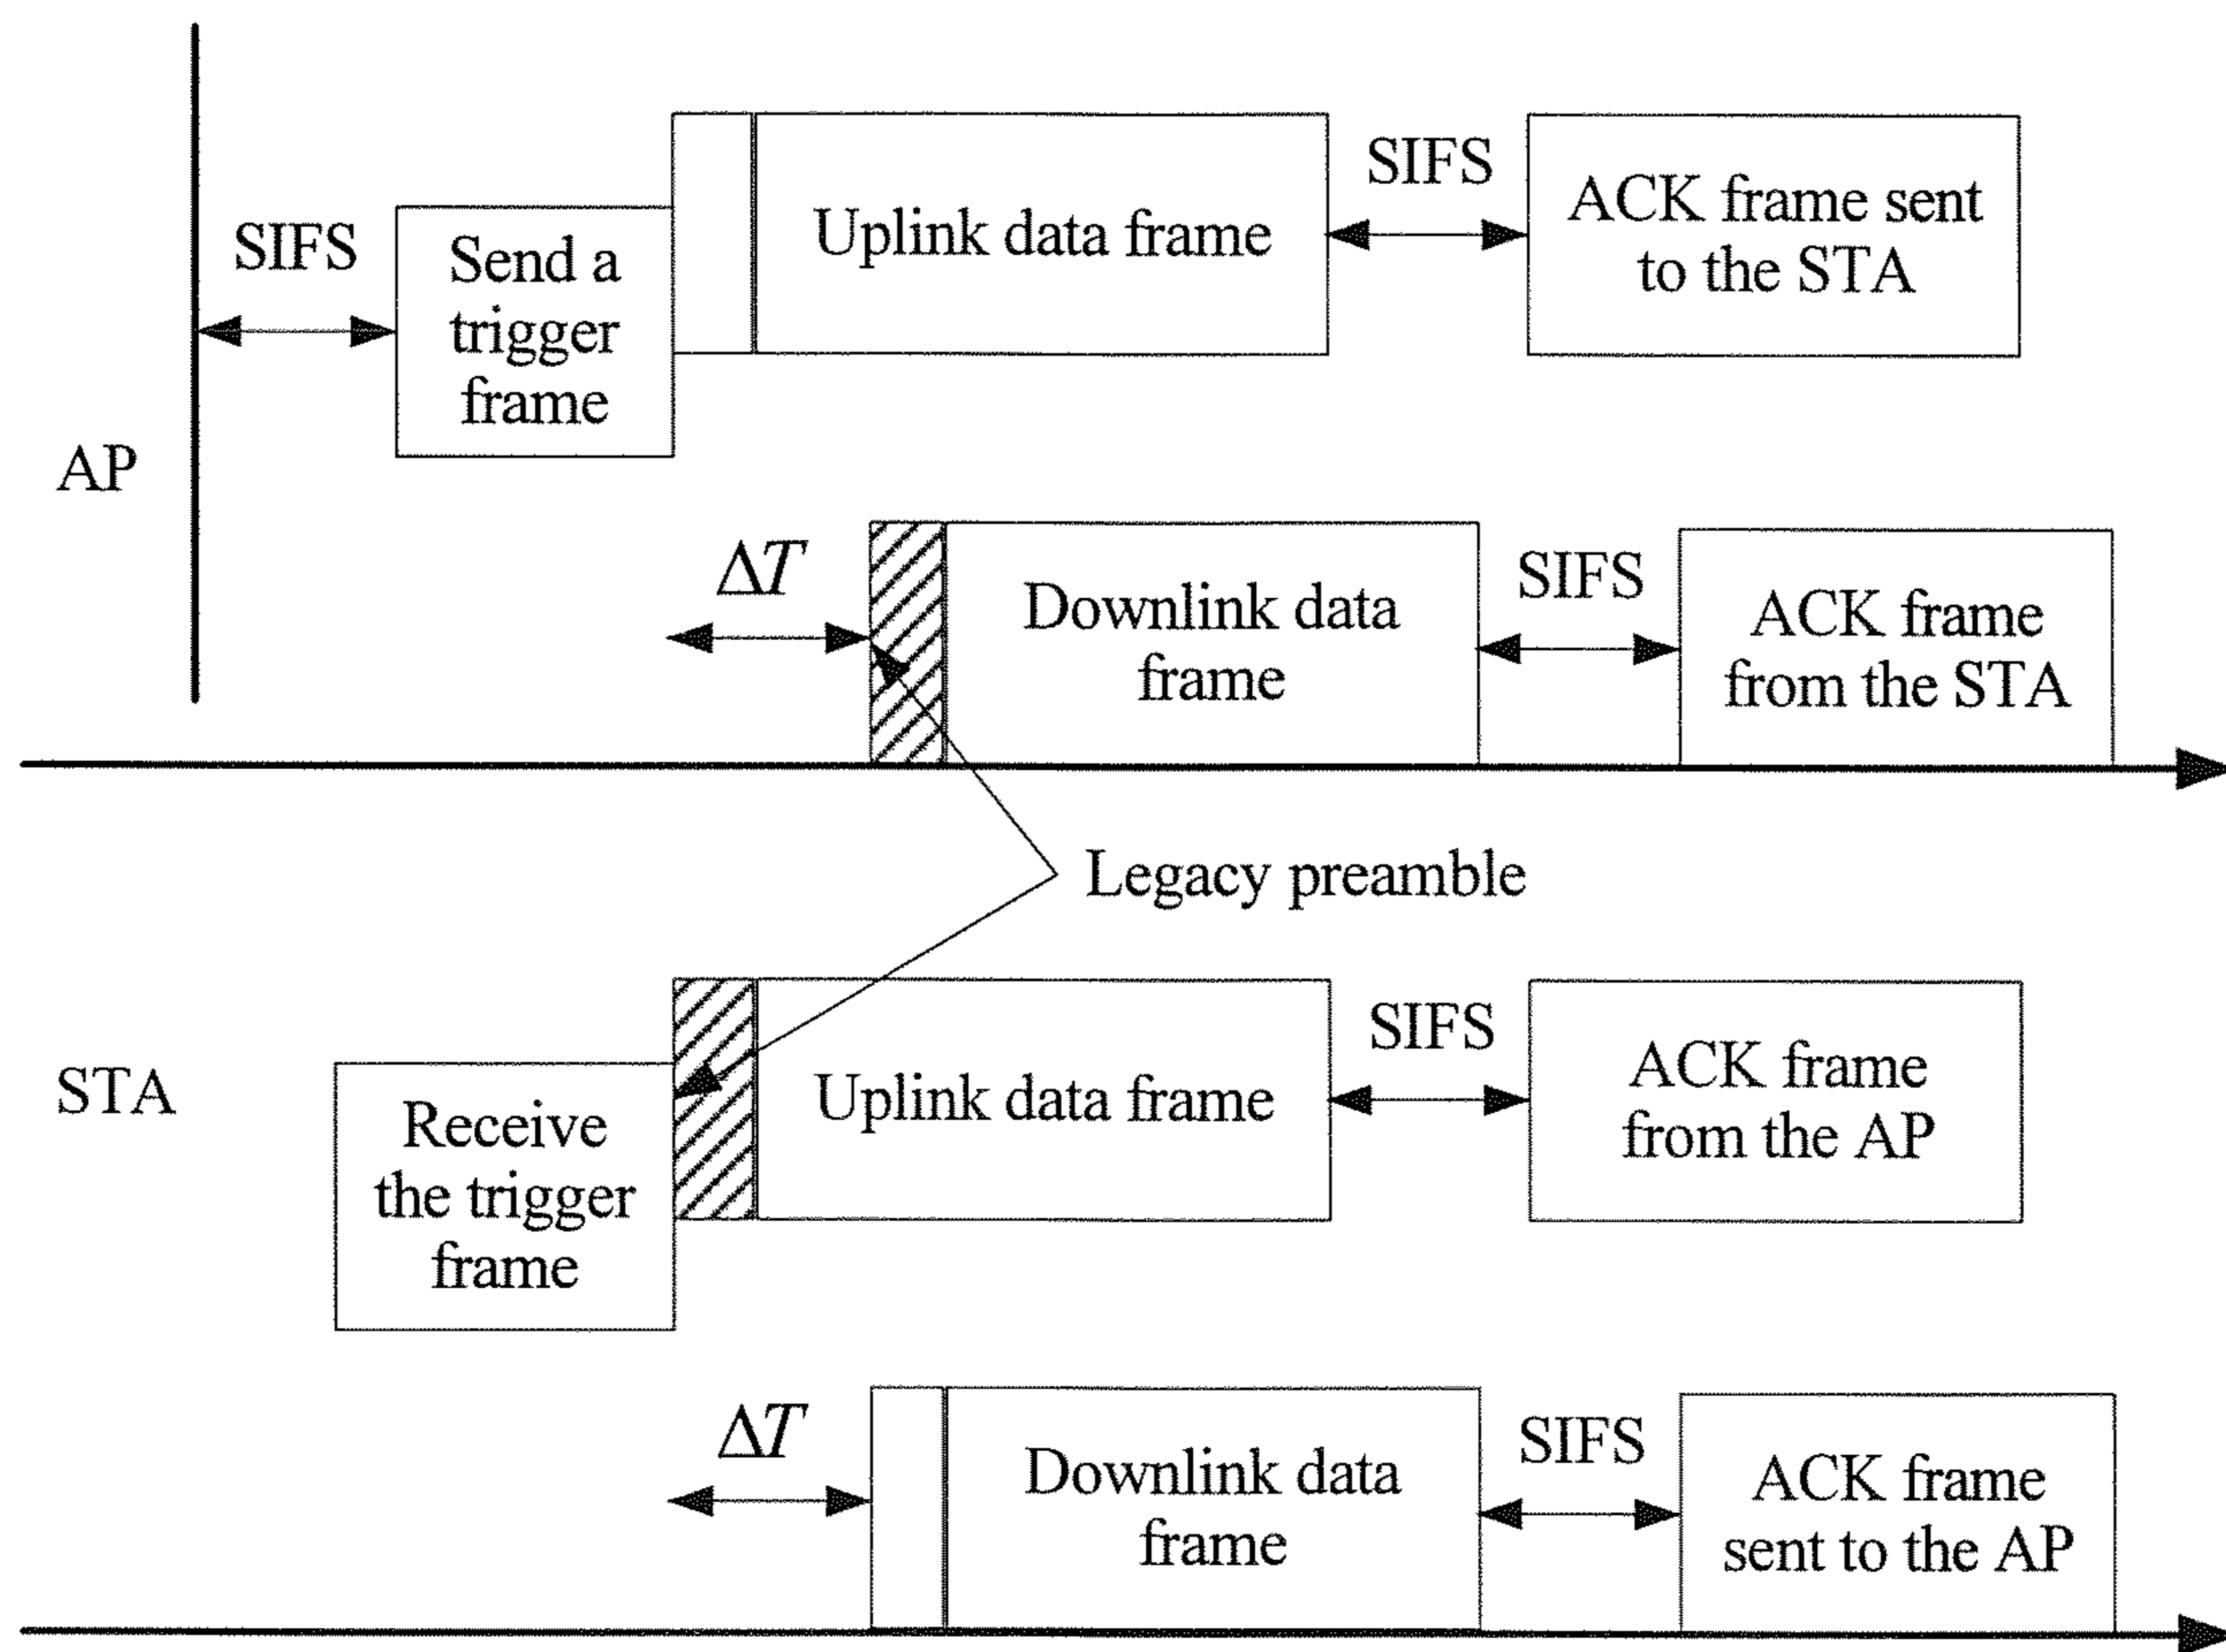 SIFS
Send a
trigger
frame
Uplink data frame
SIFS
ACK frame sent
to the STA
AP
ΔT
Downlink data
frame
SIFS
ACK frame
from the STA
Legacy preamble
STA
Receive
the trigger
frame
Uplink data frame
SIFS
ACK frame
from the AP
ΔT
Downlink data
frame
SIFS
ACK frame
sent to the AP